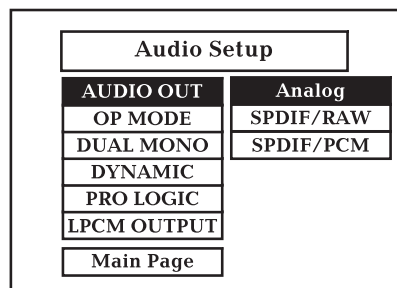 Audio Setup
AUDIO OUT Analog
OP MODE SPDIF/RAW
DUAL MONO SPDIF/PCM
DYNAMIC
PRO LOGIC
LPCM OUTPUT
Main Page